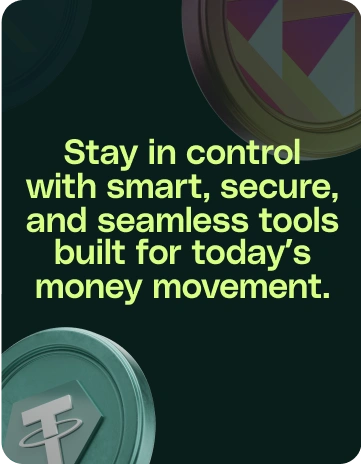 Stay in control
with smart, secure,
and seamless tools
built for today's
money movement.